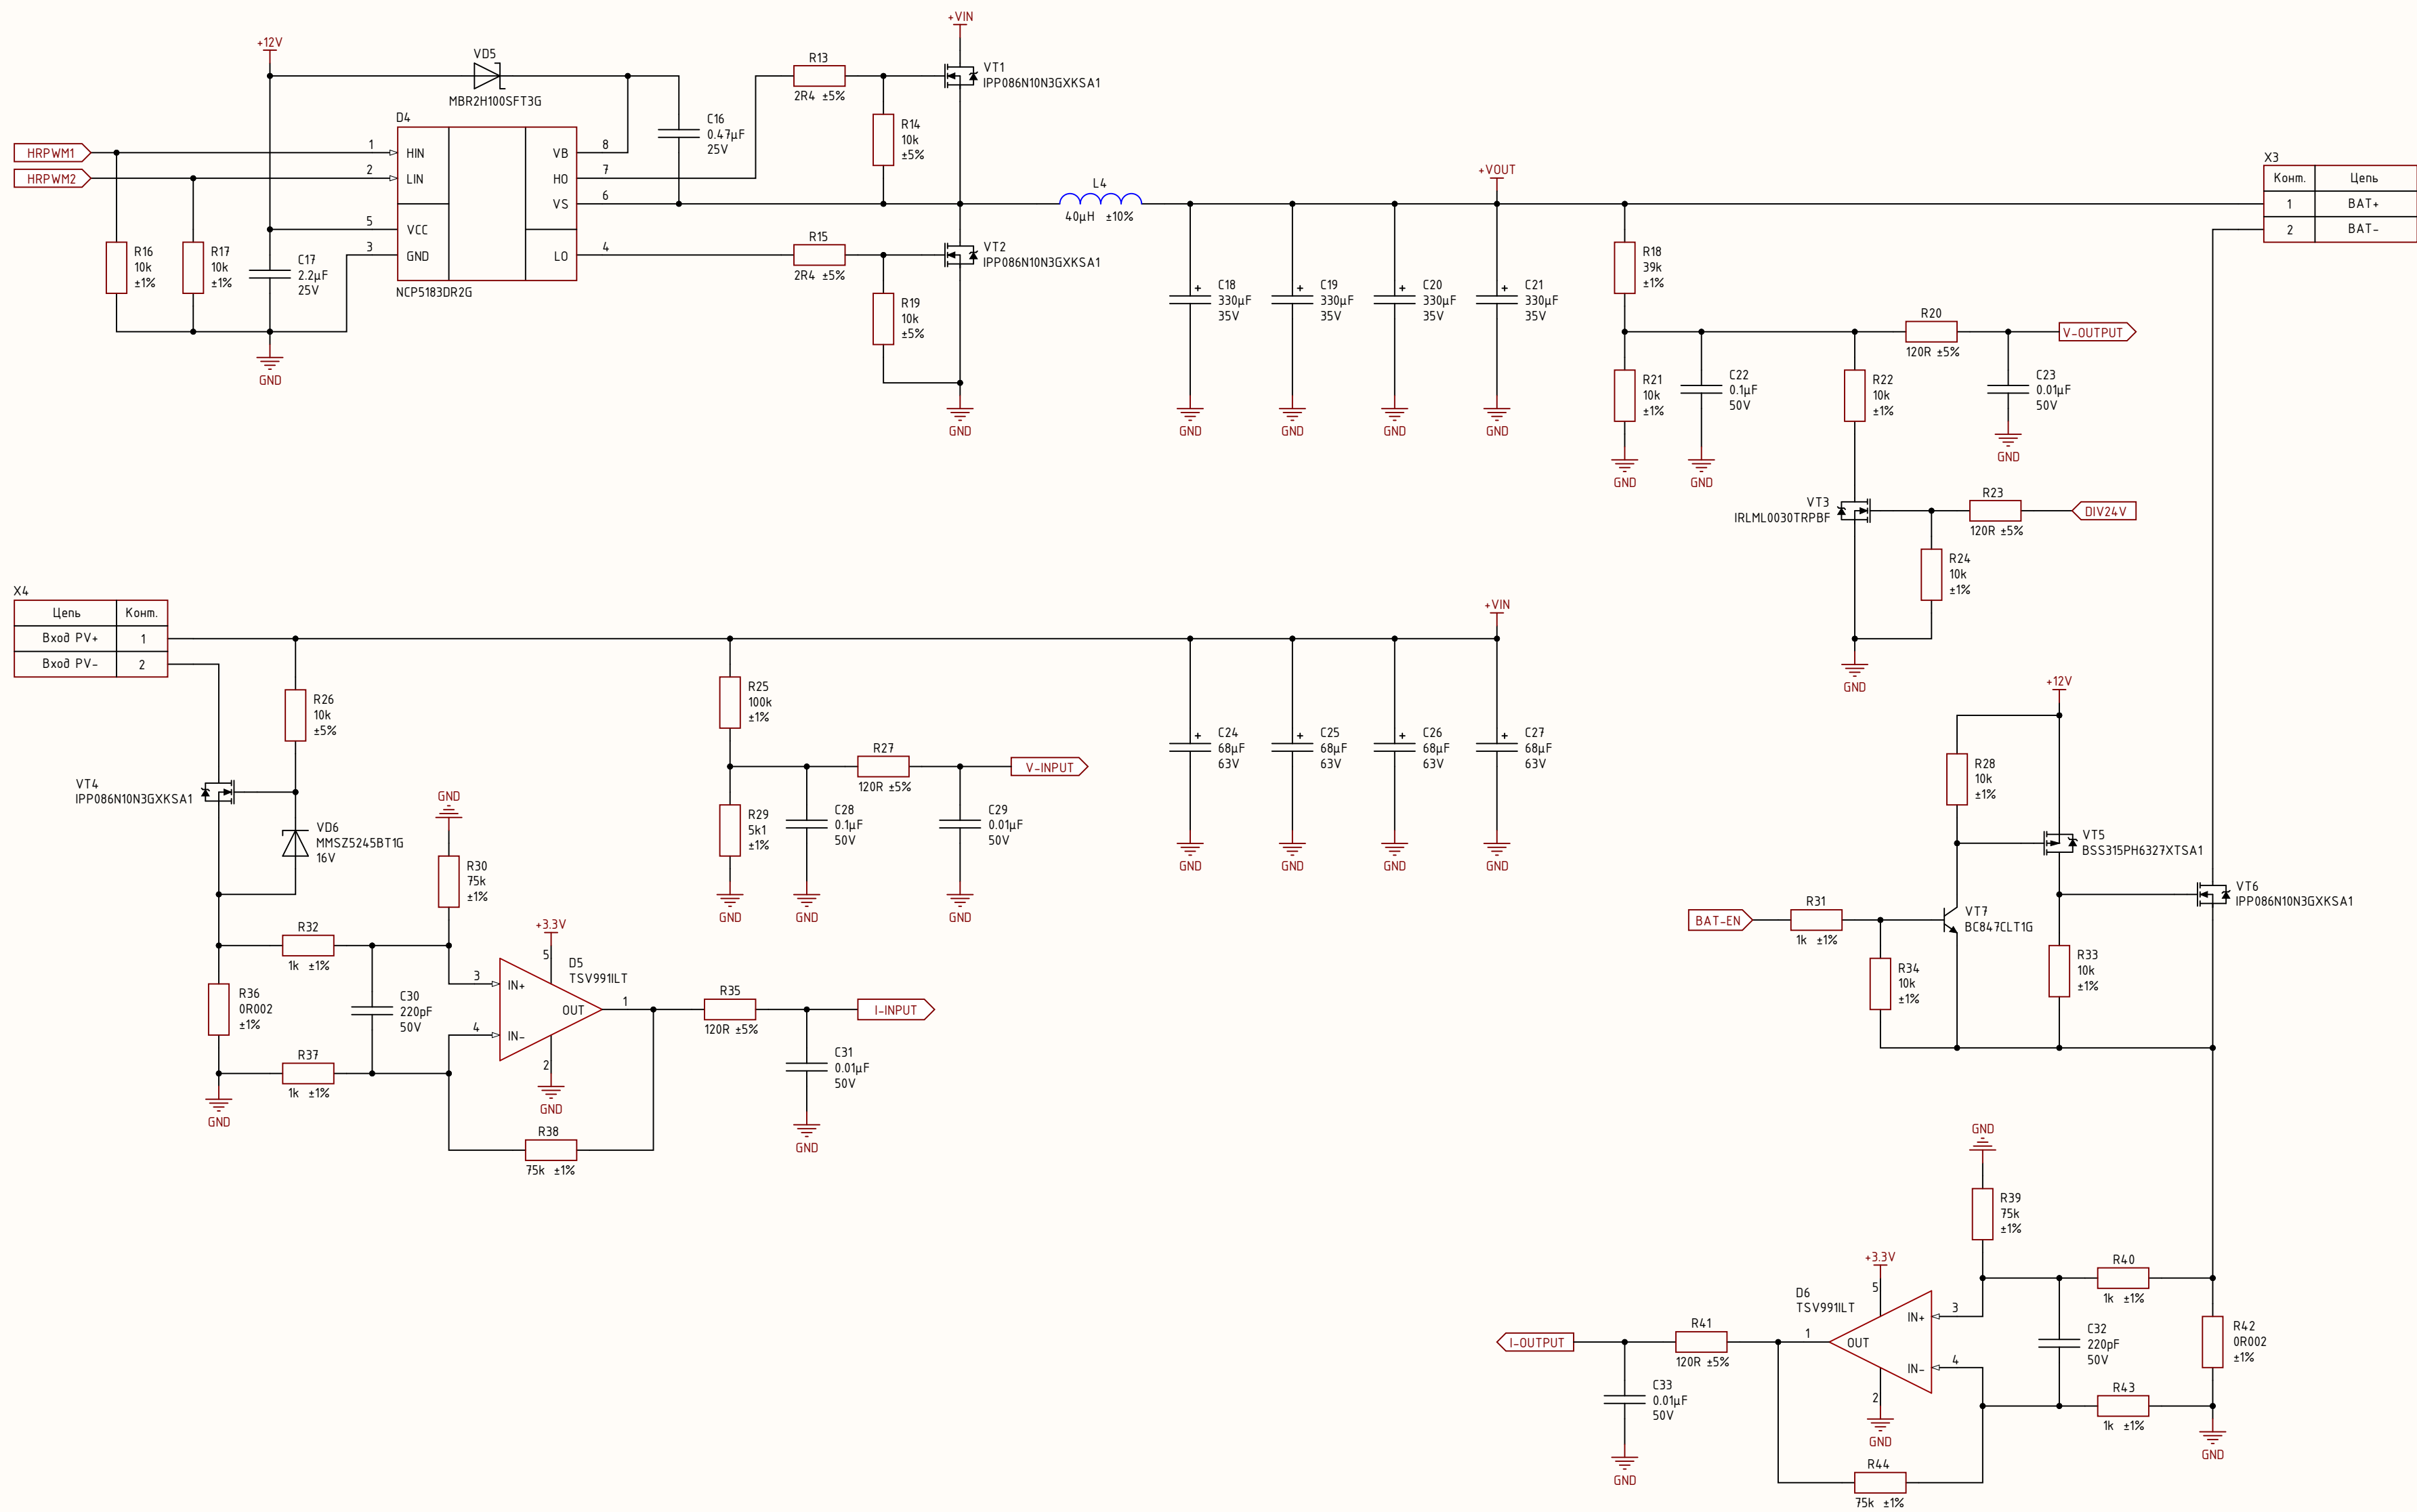 +VIN
+12V
VD5
MBR2H100SFT3G
R13
2R4 ±5%
VT1
IPP086N10N3GXKSA1
D4
C16
0.47µF
25V
R14
10k
±5%
HRPWM1
1
HIN
VB
8
HRPWM2
2
LIN
HO
7
VS
6
5
VCC
3
GND
LO
4
NCP5183DR2G
R16
10k
±1%
R17
10k
±1%
C17
2.2µF
25V
GND
L4
40µH ±10%
R15
2R4 ±5%
VT2
IPP086N10N3GXKSA1
R19
10k
±5%
GND
+VOUT
C18
330µF
35V
GND
C19
330µF
35V
GND
C20
330µF
35V
GND
C21
330µF
35V
GND
X3
Конт. Цепь
1 BAT+
2 BAT-
R18
39k
±1%
R20
120R ±5%
V-OUTPUT
R21
10k
±1%
GND
C22
0.1µF
50V
GND
R22
10k
±1%
C23
0.01µF
50V
GND
VT3
IRLML0030TRPBF
R23
120R ±5%
DIV24V
R24
10k
±1%
GND
X4
Цепь Конт.
Вход PV+ 1
Вход PV- 2
R26
10k
±5%
VT4
IPP086N10N3GXKSA1
VD6
MMSZ5245BT1G
16V
GND
R30
75k
±1%
R25
100k
±1%
R27
120R ±5%
V-INPUT
R29
5k1
±1%
GND
C28
0.1µF
50V
GND
C29
0.01µF
50V
GND
+VIN
C24
68µF
63V
GND
C25
68µF
63V
GND
C26
68µF
63V
GND
C27
68µF
63V
GND
R32
1k ±1%
R36
0R002
±1%
C30
220pF
50V
R37
1k ±1%
GND
+3.3V
5
D5
TSV991ILT
3
IN+
4
IN-
OUT
1
2
GND
R38
75k ±1%
R35
120R ±5%
I-INPUT
C31
0.01µF
50V
GND
+12V
R28
10k
±1%
VT5
BSS315PH6327XTSA1
VT6
IPP086N10N3GXKSA1
BAT-EN
R31
1k ±1%
VT7
BC847CLT1G
R34
10k
±1%
R33
10k
±1%
GND
R39
75k
±1%
+3.3V
5
D6
TSV991ILT
IN+
3
IN-
4
OUT
1
2
GND
R40
1k ±1%
C32
220pF
50V
R42
0R002
±1%
R43
1k ±1%
GND
R44
75k ±1%
R41
120R ±5%
I-OUTPUT
C33
0.01µF
50V
GND